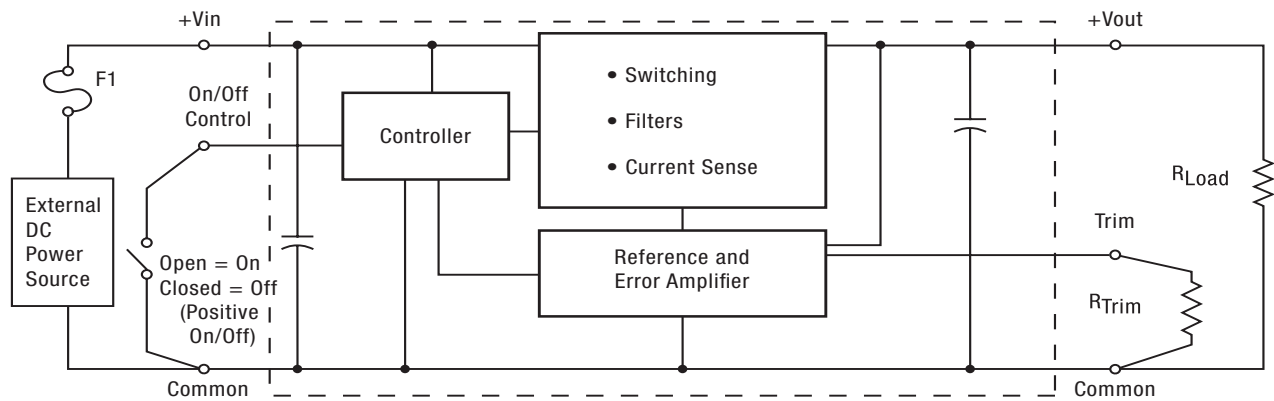 +Vin
+Vout
F1
On/Off
Control
Controller
• Switching
• Filters
• Current Sense
External
DC
Power
Source
Open = On
Closed = Off
(Positive
On/Off)
Reference and
Error Amplifier
RLoad
Trim
RTrim
Common
Common